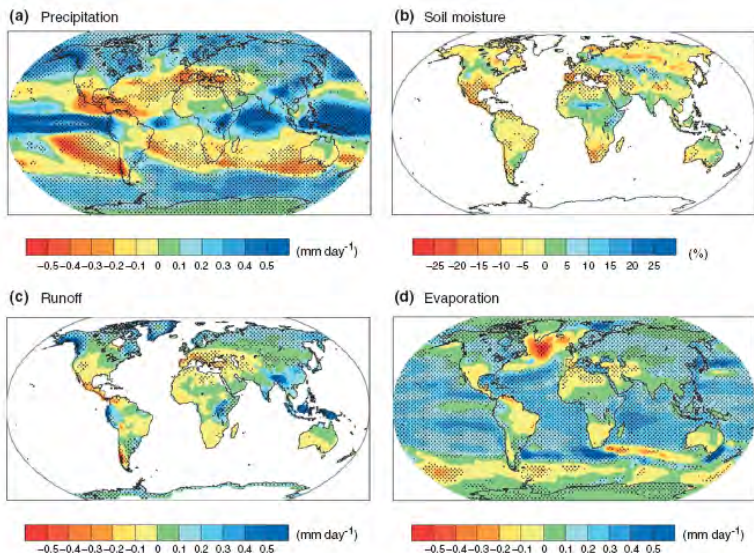 (a) Precipitation
(b) Soil moisture
−0.5−0.4−0.3−0.2−0.1 0 0.1 0.2 0.3 0.4 0.5 (mm day⁻¹)
−25 −20 −15 −10 −5 0 5 10 15 20 25 (%)
(c) Runoff
(d) Evaporation
−0.5−0.4−0.3−0.2−0.1 0 0.1 0.2 0.3 0.4 0.5 (mm day⁻¹)
−0.5−0.4−0.3−0.2−0.1 0 0.1 0.2 0.3 0.4 0.5 (mm day⁻¹)